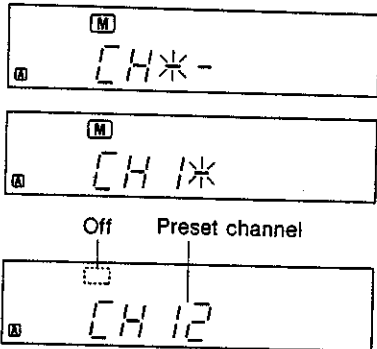 M
A CH✳-
M
A CH 1✳
Off Preset channel
A CH 12